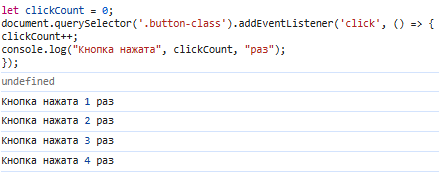 let clickCount = 0;
document.querySelector('.button-class').addEventListener('click', () => {
clickCount++;
console.log("Кнопка нажата", clickCount, "раз");
});
undefined
Кнопка нажата 1 раз
Кнопка нажата 2 раз
Кнопка нажата 3 раз
Кнопка нажата 4 раз